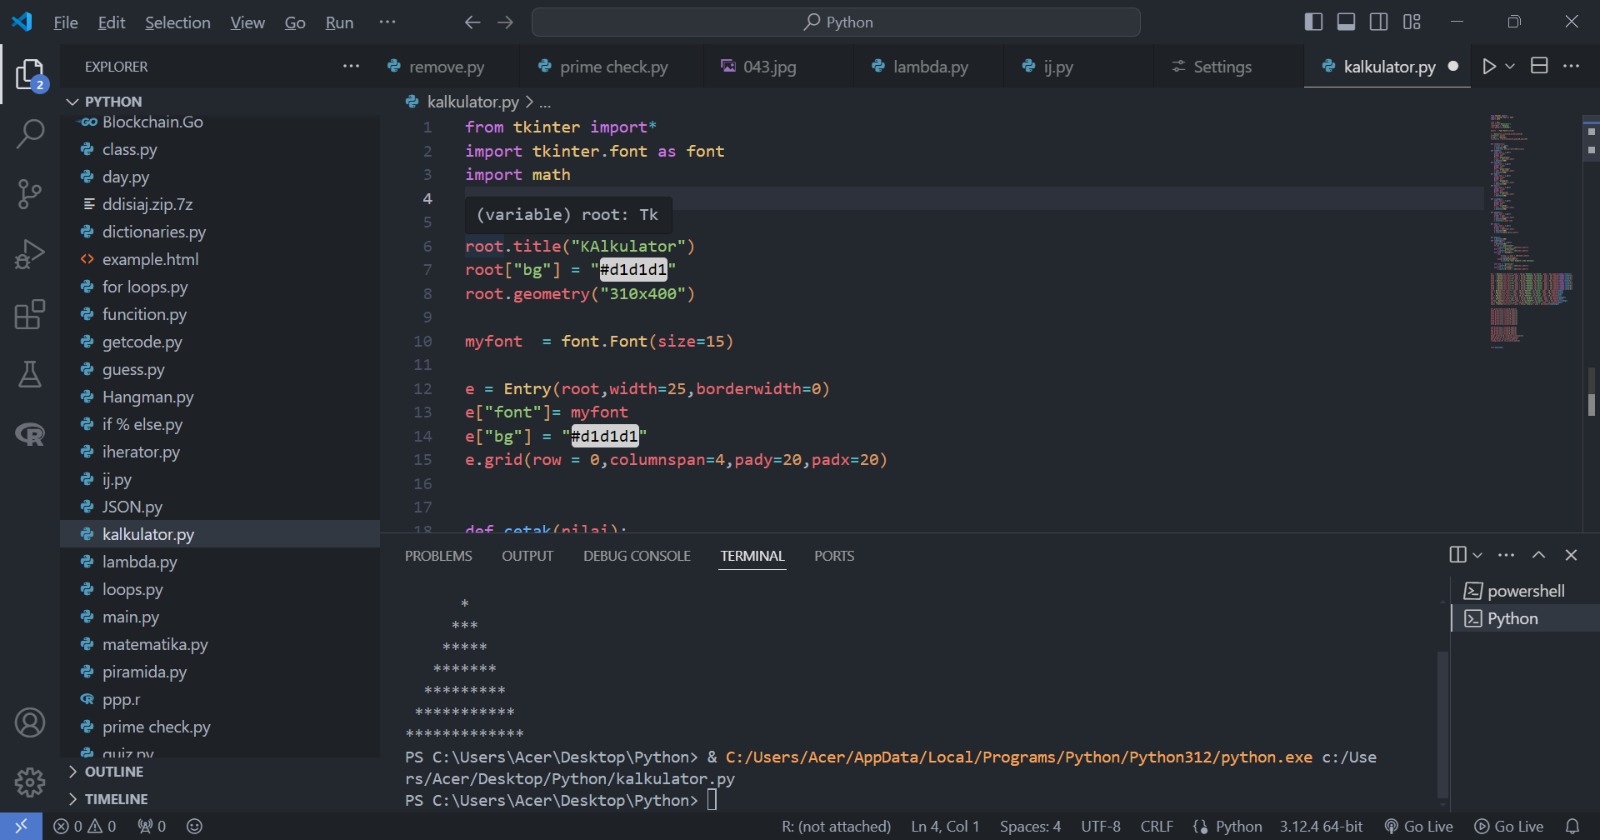 File Edit Selection View Go Run ··· Python
EXPLORER ···
2
remove.py prime check.py 043.jpg lambda.py ij.py Settings kalkulator.py ···
PYTHON
Blockchain.Go
class.py
day.py
ddisiaj.zip.7z
dictionaries.py
example.html
for loops.py
funcition.py
getcode.py
guess.py
Hangman.py
if % else.py
iherator.py
ij.py
JSON.py
kalkulator.py
lambda.py
loops.py
main.py
matematika.py
piramida.py
ppp.r
prime check.py
quiz.py
OUTLINE
TIMELINE
kalkulator.py > ...
1 from tkinter import*
2 import tkinter.font as font
3 import math
4
(variable) root: Tk
5
6 root.title("KAlkulator")
7 root["bg"] = "#d1d1d1"
8 root.geometry("310x400")
9
10 myfont  = font.Font(size=15)
11
12 e = Entry(root,width=25,borderwidth=0)
13 e["font"]= myfont
14 e["bg"] = "#d1d1d1"
15 e.grid(row = 0,columnspan=4,pady=20,padx=20)
16
17
18 def cetak(nilai):
PROBLEMS OUTPUT DEBUG CONSOLE TERMINAL PORTS ···
powershell
Python
*
***
*****
*******
*********
***********
*************
PS C:\Users\Acer\Desktop\Python> & C:/Users/Acer/AppData/Local/Programs/Python/Python312/python.exe c:/Use
rs/Acer/Desktop/Python/kalkulator.py
PS C:\Users\Acer\Desktop\Python>
0 0 0 R: (not attached) Ln 4, Col 1 Spaces: 4 UTF-8 CRLF Python 3.12.4 64-bit Go Live Go Live